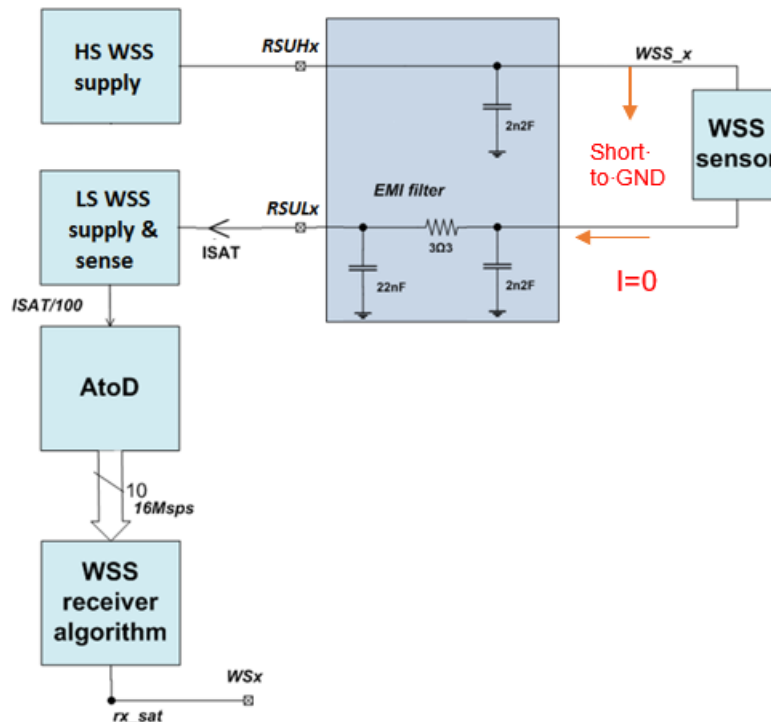 HS WSS
supply
RSUHx
WSS_x
2n2F
WSS
sensor
Short-
to-GND
EMI filter
LS WSS
supply &
sense
RSULx
ISAT
3Ω3
22nF
2n2F
I=0
ISAT/100
AtoD
10
16Msps
WSS
receiver
algorithm
WSx
rx_sat